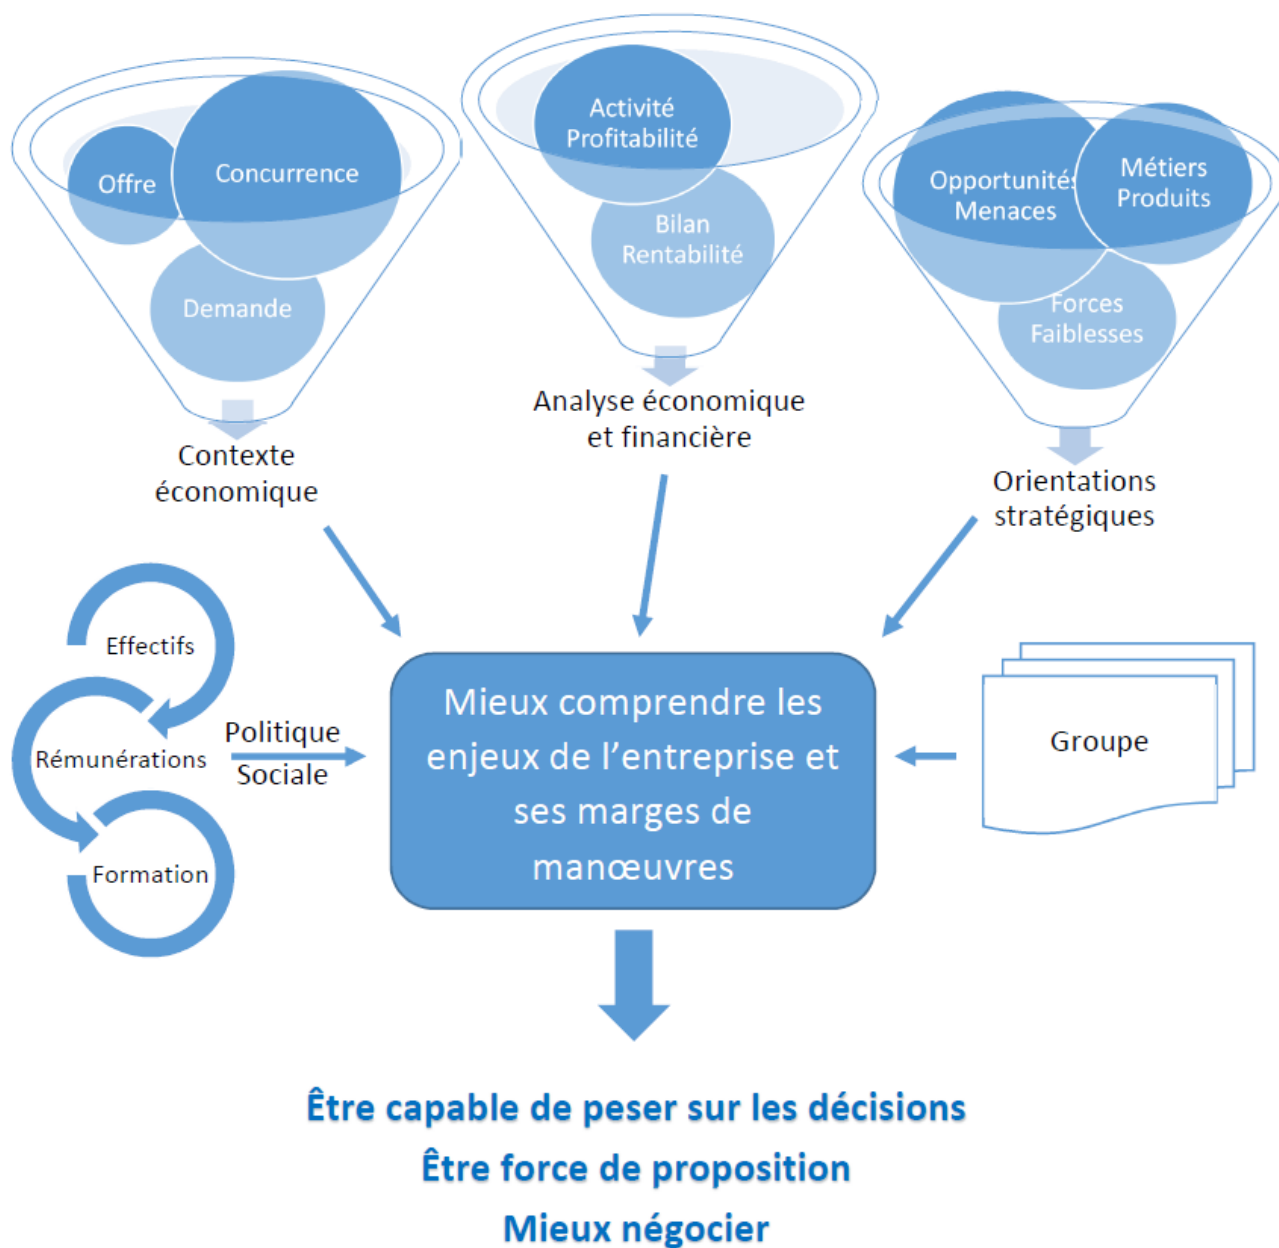 Offre
Concurrence
Demande
Contexte
économique
Activité
Profitabilité
Bilan
Rentabilité
Analyse économique
et financière
Opportunités
Menaces
Métiers
Produits
Forces
Faiblesses
Orientations
stratégiques
Effectifs
Rémunérations
Formation
Politique
Sociale
Mieux comprendre les
enjeux de l’entreprise et
ses marges de
manœuvres
Groupe
Être capable de peser sur les décisions
Être force de proposition
Mieux négocier